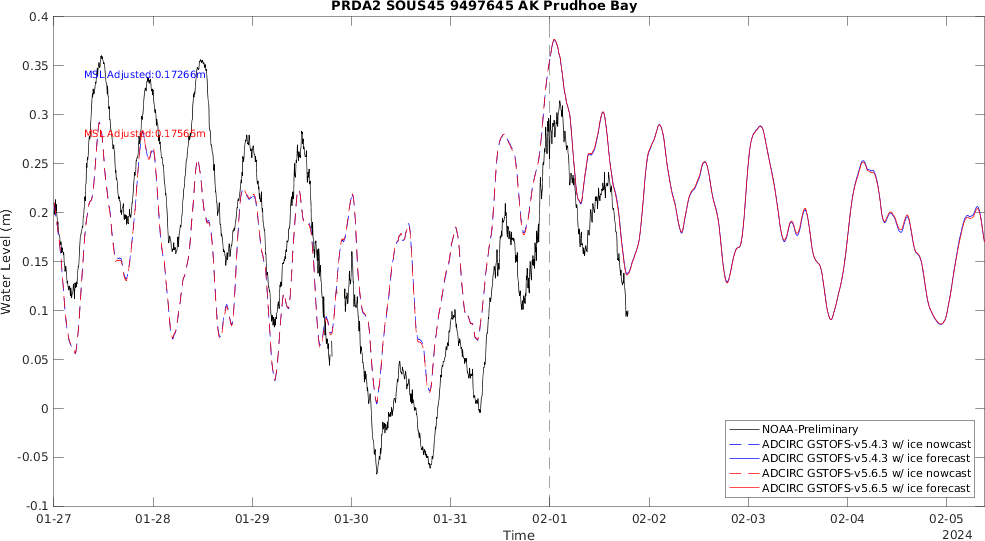 PRDA2 SOUS45 9497645 AK Prudhoe Bay
0.4
0.35
0.3
0.25
0.2
0.15
0.1
0.05
0
-0.05
-0.1
Water Level (m)
MSL Adjusted:0.17266m
MSL Adjusted:0.17566m
NOAA-Preliminary
ADCIRC GSTOFS-v5.4.3 w/ ice nowcast
ADCIRC GSTOFS-v5.4.3 w/ ice forecast
ADCIRC GSTOFS-v5.6.5 w/ ice nowcast
ADCIRC GSTOFS-v5.6.5 w/ ice forecast
01-27 01-28 01-29 01-30 01-31 02-01 02-02 02-03 02-04 02-05
Time
2024